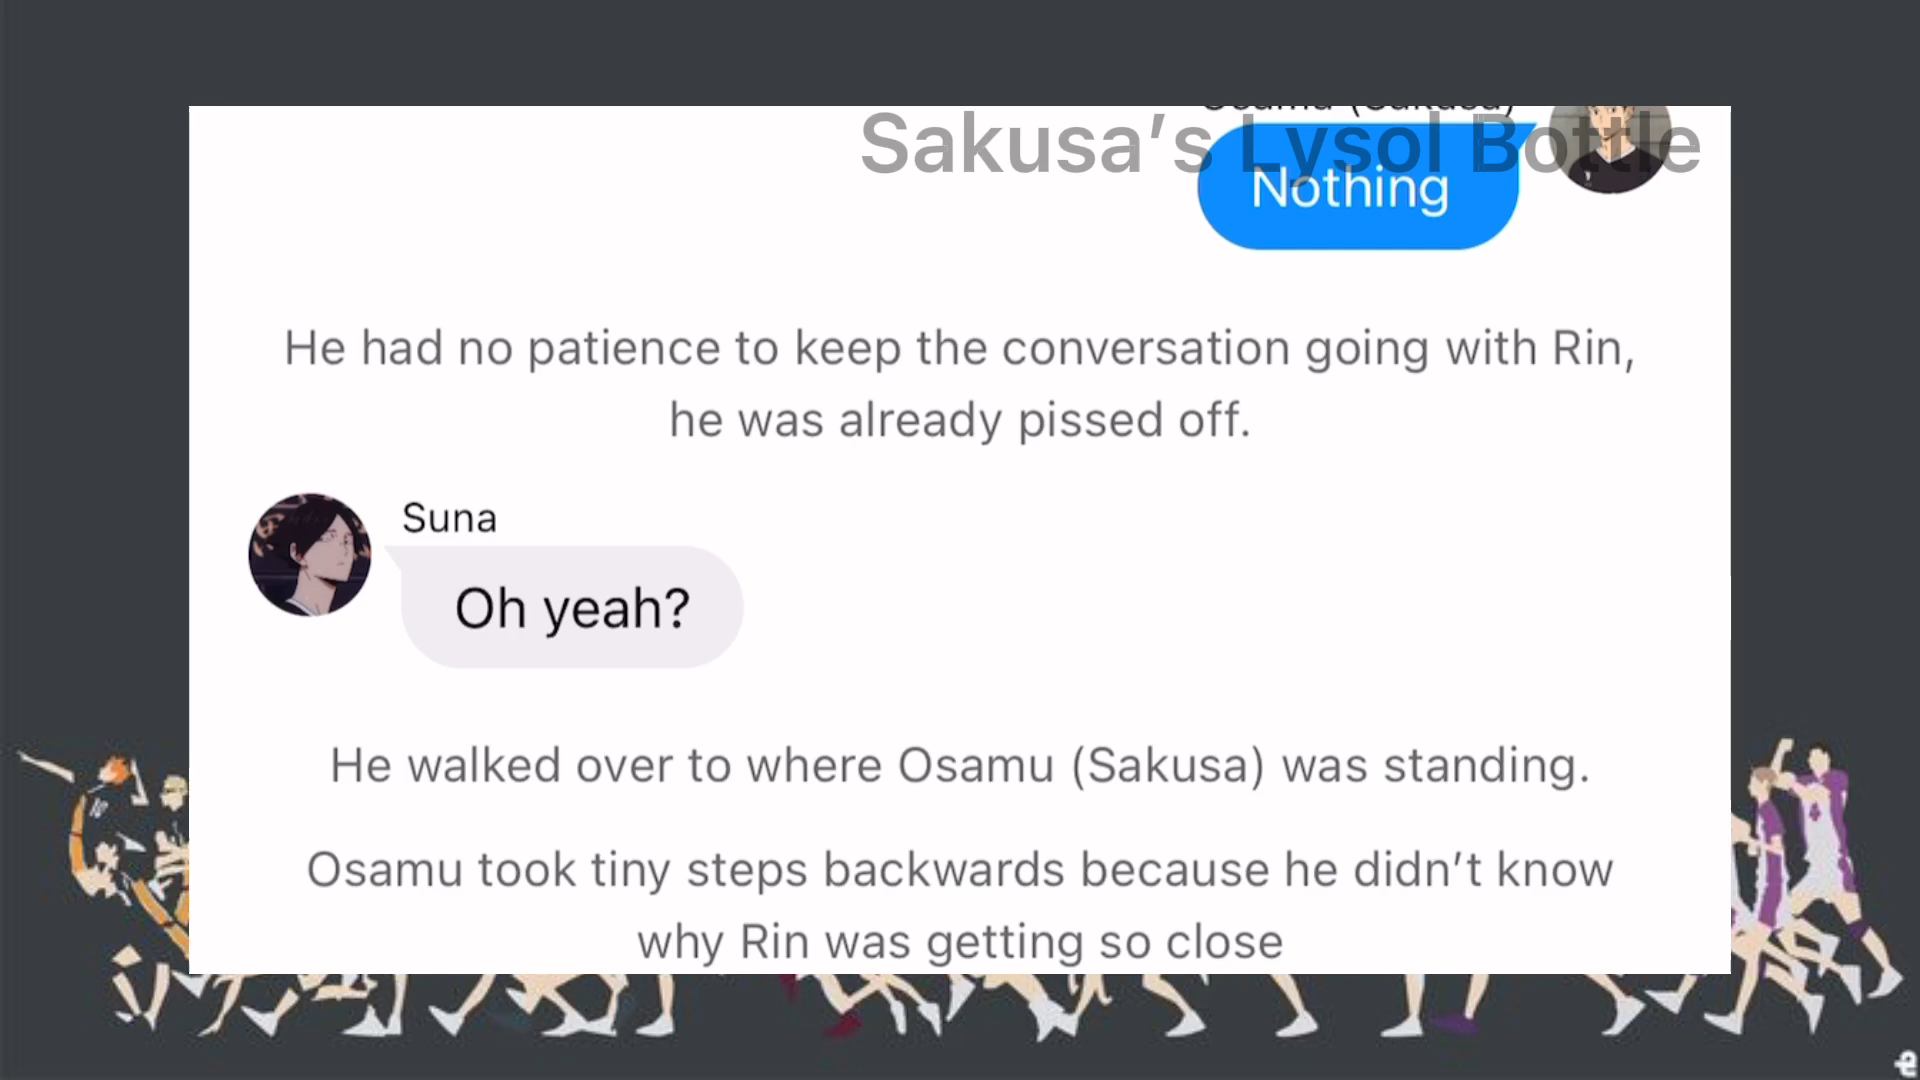 Sakusa’s Lysol Bottle
Nothing
He had no patience to keep the conversation going with Rin,
he was already pissed off.
Suna
Oh yeah?
He walked over to where Osamu (Sakusa) was standing.
Osamu took tiny steps backwards because he didn’t know
why Rin was getting so close